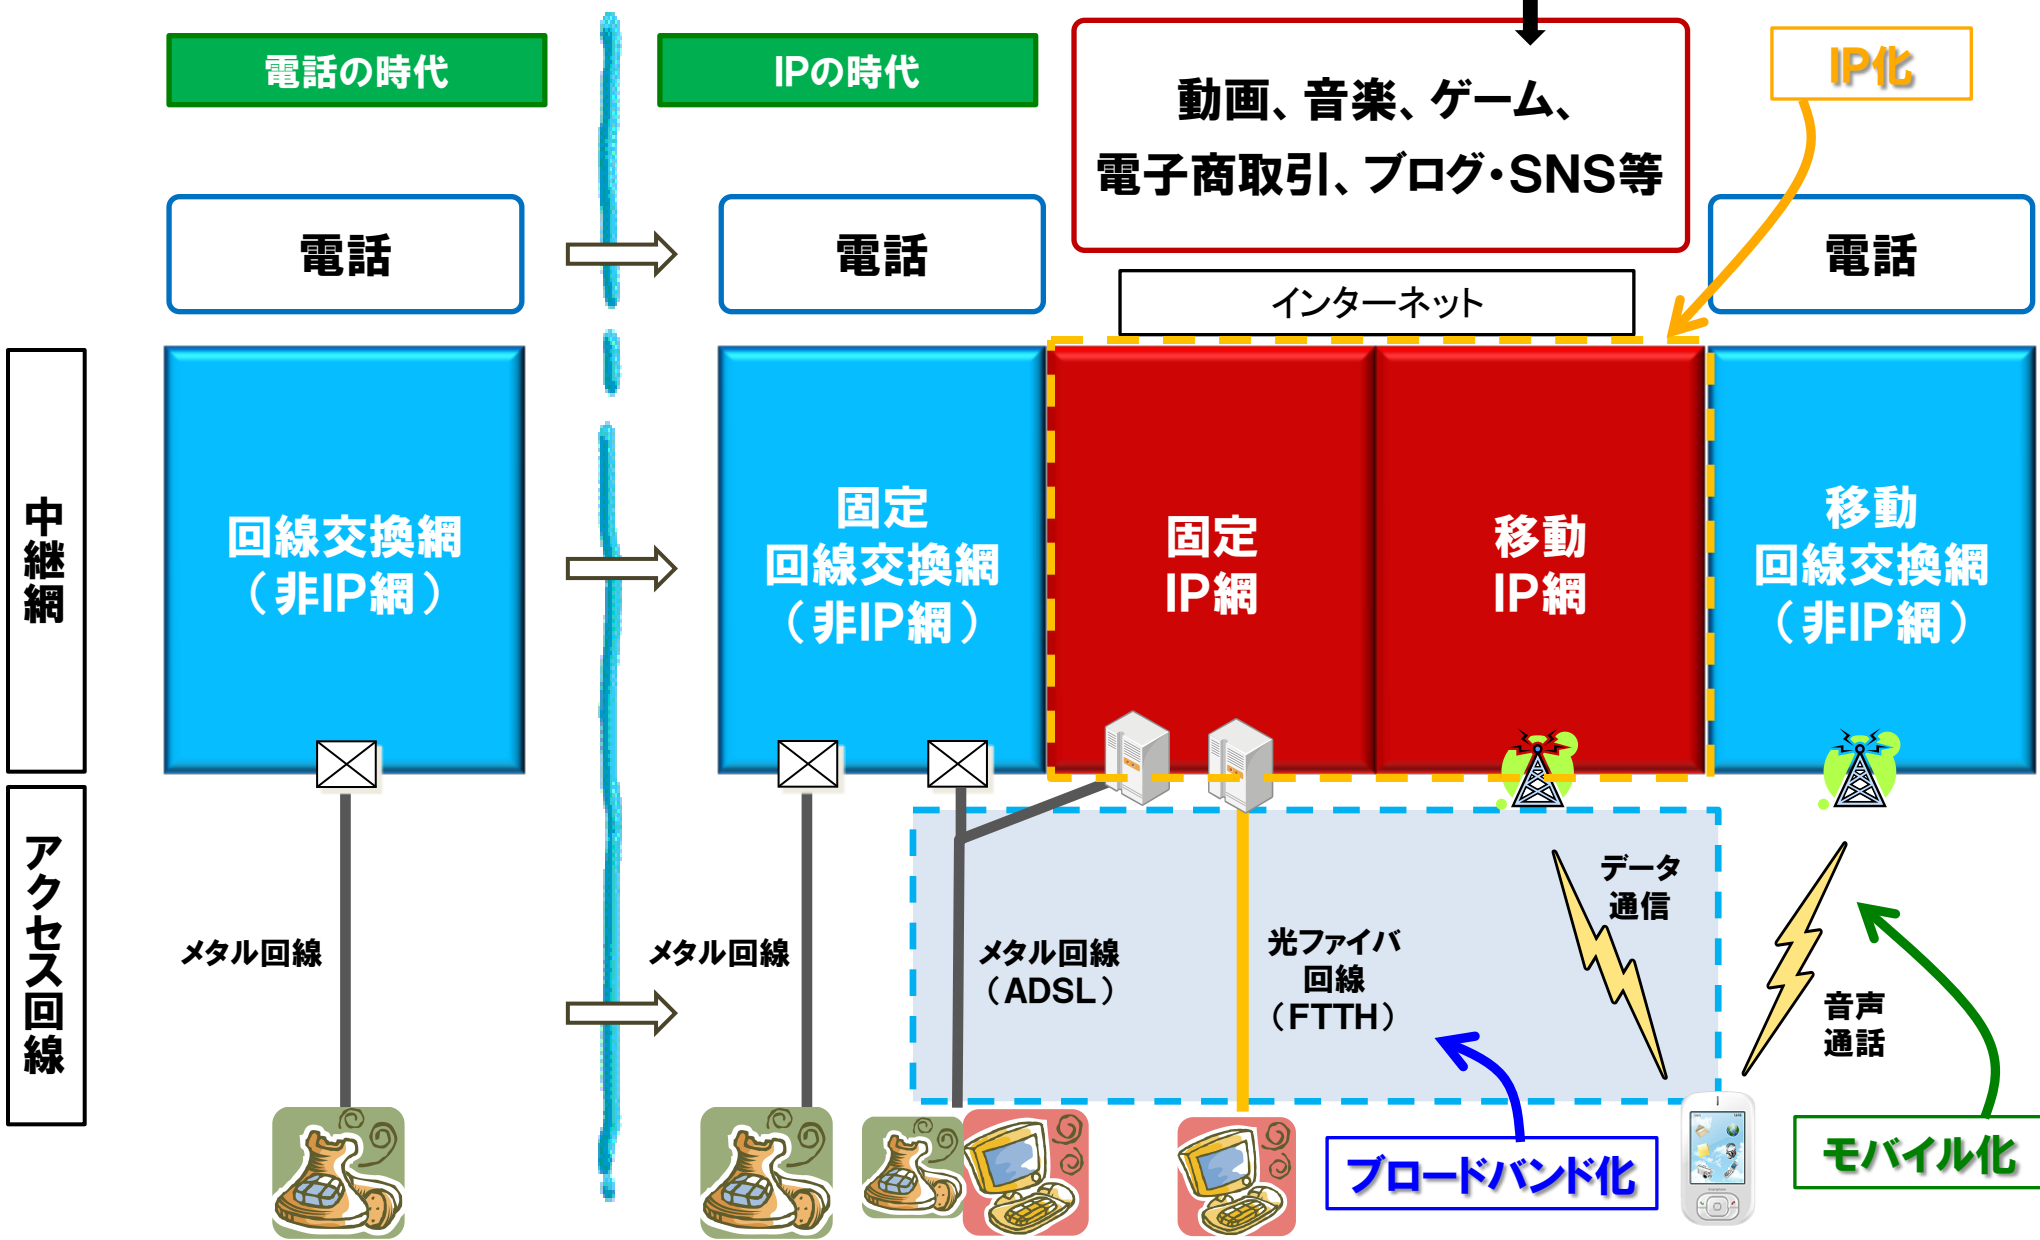 電話の時代
IPの時代
動画、音楽、ゲーム、
電子商取引、ブログ・SNS等
IP化
電話
電話
電話
インターネット
中継網
回線交換網
（非IP網）
固定
回線交換網
（非IP網）
固定
IP網
移動
IP網
移動
回線交換網
（非IP網）
アクセス回線
メタル回線
メタル回線
メタル回線
（ADSL）
光ファイバ
回線
（FTTH）
データ
通信
音声
通話
ブロードバンド化
モバイル化